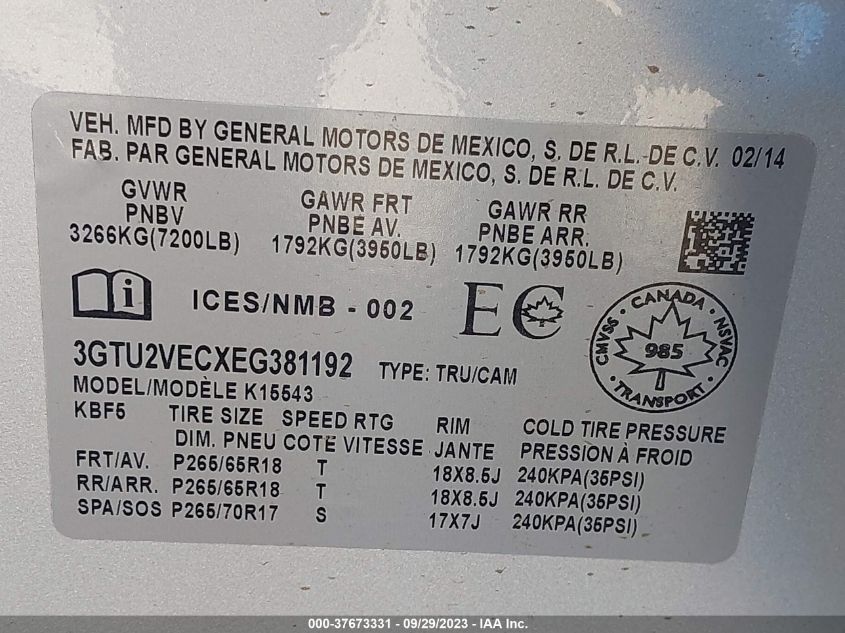 VEH. MFD BY GENERAL MOTORS DE MEXICO, S. DE R.L. DE C.V. 02/14
FAB. PAR GENERAL MOTORS DE MEXICO, S. DE R.L. DE C.V.
GVWR GAWR FRT GAWR RR
PNBV PNBE AV. PNBE ARR.
3266KG(7200LB) 1792KG(3950LB) 1792KG(3950LB)
i ICES/NMB - 002 EC
CANADA
CMVSS 985 NSVAC
TRANSPORT
3GTU2VECXEG381192 TYPE: TRU/CAM
MODEL/MODÈLE K15543
KBF5 TIRE SIZE SPEED RTG RIM COLD TIRE PRESSURE
DIM. PNEU COTE VITESSE JANTE PRESSION À FROID
FRT/AV. P265/65R18 T 18X8.5J 240KPA(35PSI)
RR/ARR. P265/65R18 T 18X8.5J 240KPA(35PSI)
SPA/SOS P265/70R17 S 17X7J 240KPA(35PSI)
000-37673331 - 09/29/2023 - IAA Inc.